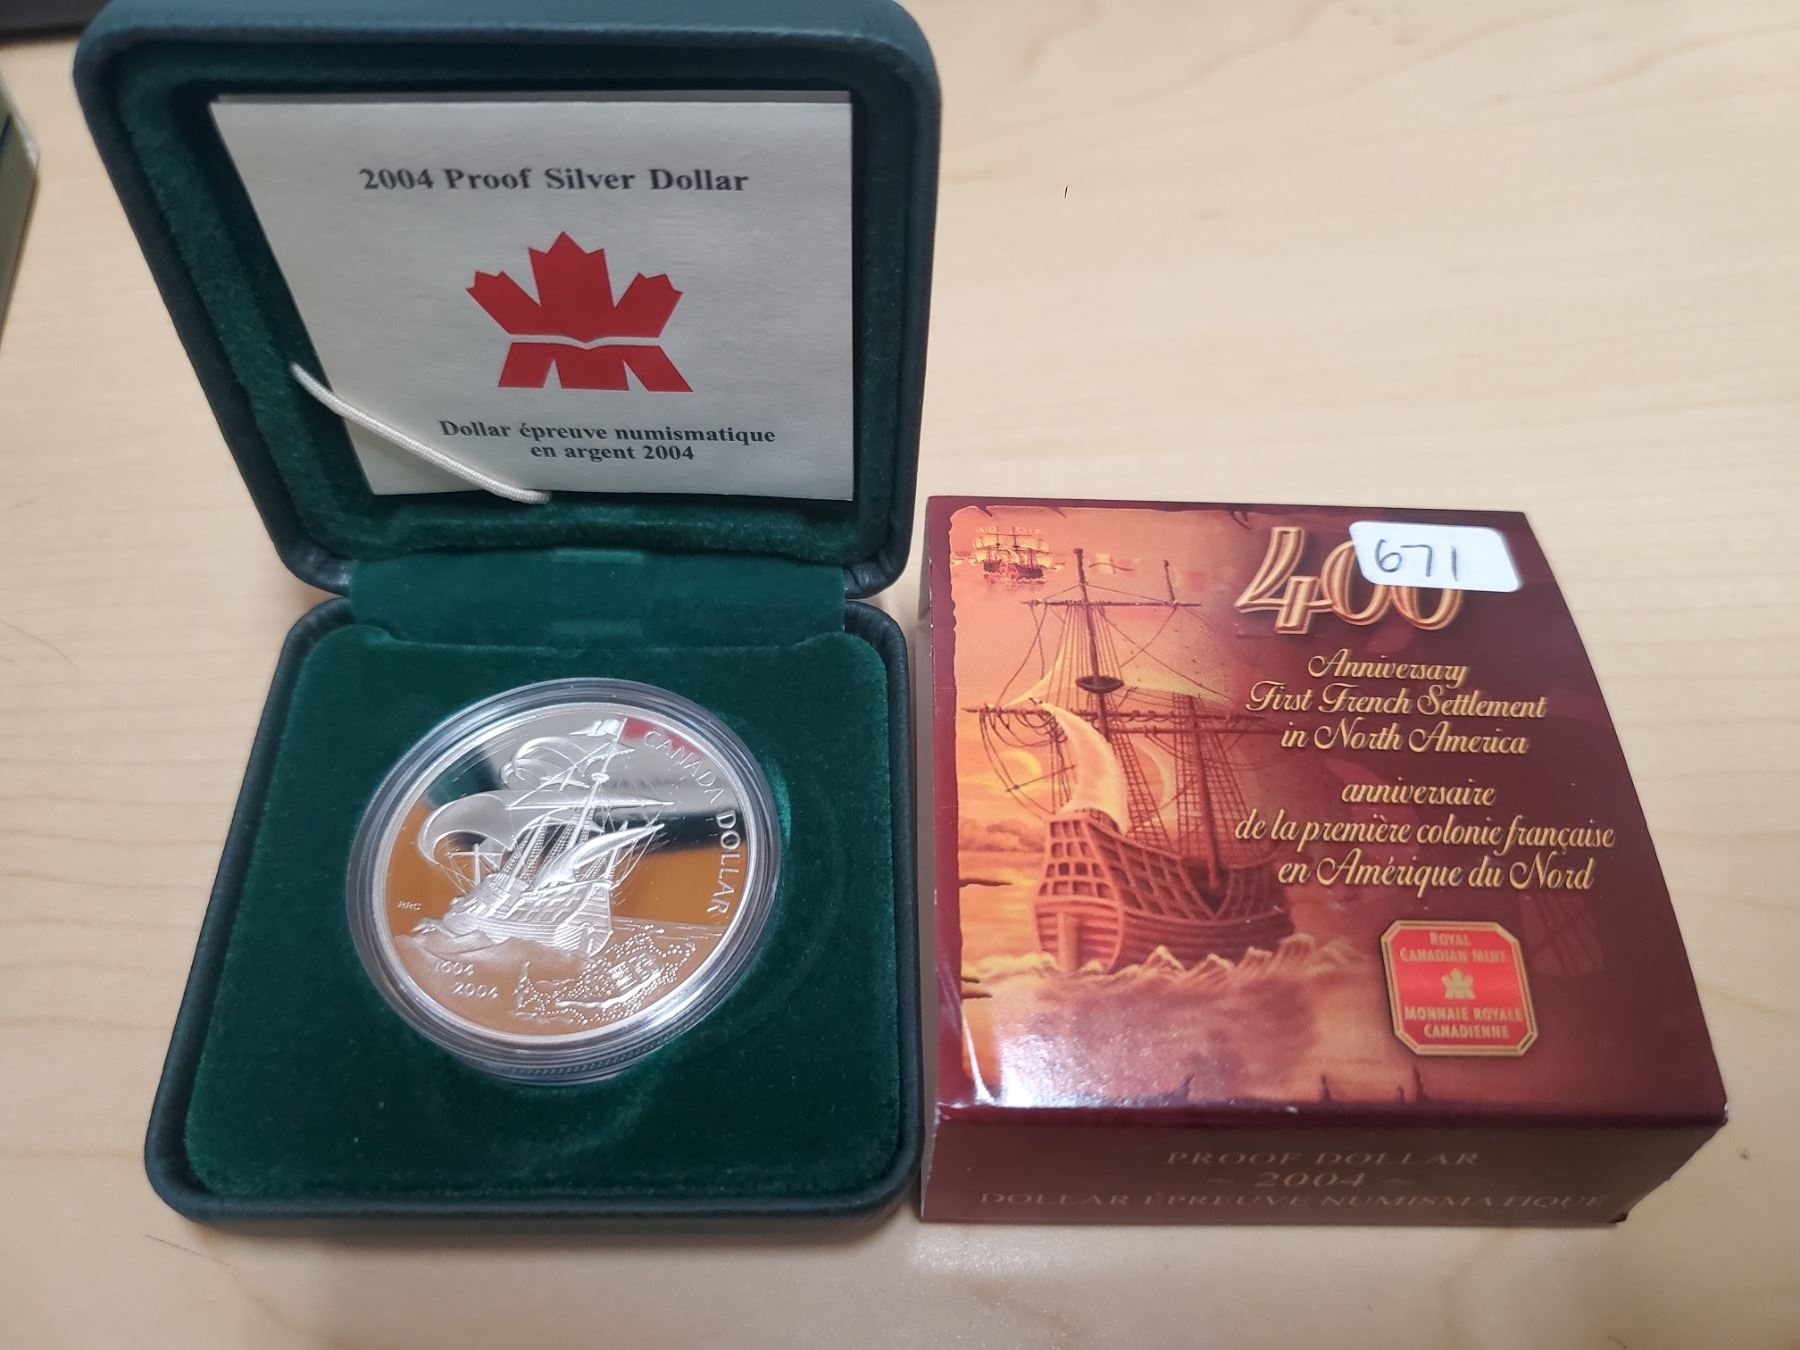 2004 Proof Silver Dollar
Dollar épreuve numismatique
en argent 2004
CANADA DOLLAR
RRC
1604
2004
400
671
Anniversary
First French Settlement
in North America
anniversaire
de la première colonie française
en Amérique du Nord
ROYAL
CANADIAN MINT
MONNAIE ROYALE
CANADIENNE
PROOF DOLLAR
~ 2004 ~
DOLLAR ÉPREUVE NUMISMATIQUE